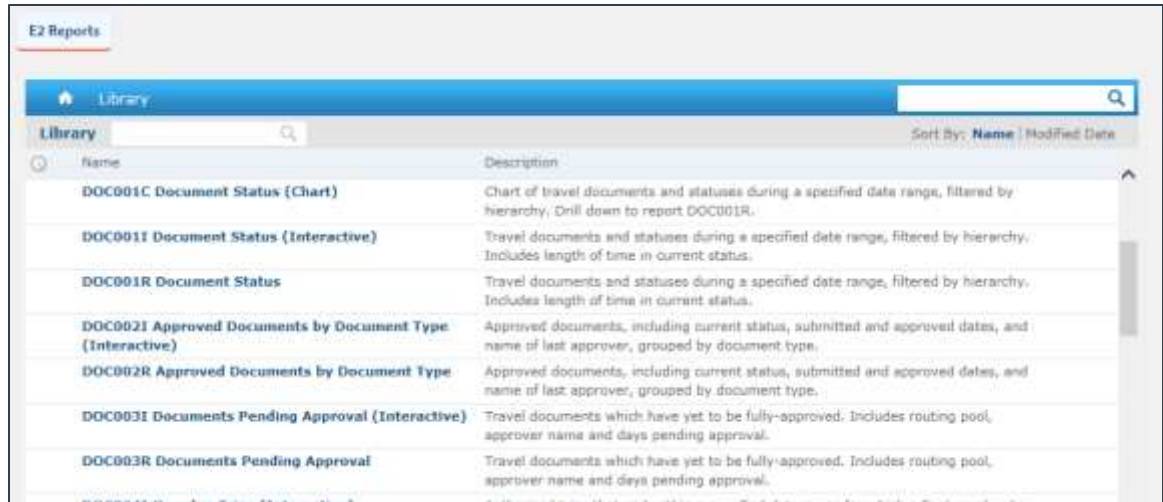 E2 Reports
Library
Library
Sort By: Name | Modified Date
Name Description
DOC001C Document Status (Chart) Chart of travel documents and statuses during a specified date range, filtered by
hierarchy. Drill down to report DOC001R.
DOC001I Document Status (Interactive) Travel documents and statuses during a specified date range, filtered by hierarchy.
Includes length of time in current status.
DOC001R Document Status Travel documents and statuses during a specified date range, filtered by hierarchy.
Includes length of time in current status.
DOC002I Approved Documents by Document Type Approved documents, including current status, submitted and approved dates, and
(Interactive) name of last approver, grouped by document type.
DOC002R Approved Documents by Document Type Approved documents, including current status, submitted and approved dates, and
name of last approver, grouped by document type.
DOC003I Documents Pending Approval (Interactive) Travel documents which have yet to be fully-approved. Includes routing pool,
approver name and days pending approval.
DOC003R Documents Pending Approval Travel documents which have yet to be fully-approved. Includes routing pool,
approver name and days pending approval.